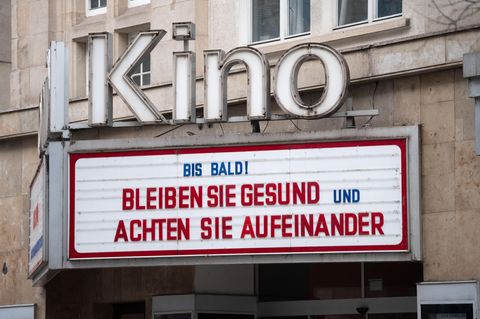 Kino
BIS BALD!
BLEIBEN SIE GESUND UND
ACHTEN SIE AUFEINANDER